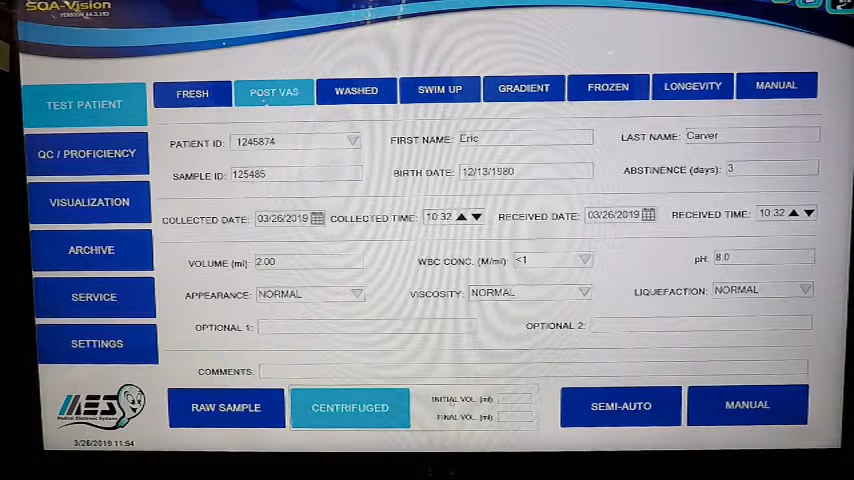 SQA-Vision
VERSION
FRESH POST VAS WASHED SWIM UP GRADIENT FROZEN LONGEVITY MANUAL
TEST PATIENT
QC / PROFICIENCY
VISUALIZATION
ARCHIVE
SERVICE
SETTINGS
PATIENT ID: 1245874 FIRST NAME: Eric LAST NAME: Carver
SAMPLE ID: 125485 BIRTH DATE: 12/13/1980 ABSTINENCE (days): 3
COLLECTED DATE: 03/26/2019 COLLECTED TIME: 10:32 RECEIVED DATE: 03/26/2019 RECEIVED TIME: 10:32
VOLUME (ml): 2.00 WBC CONC. (M/ml): <1 pH: 8.0
APPEARANCE: NORMAL VISCOSITY: NORMAL LIQUEFACTION: NORMAL
OPTIONAL 1: OPTIONAL 2:
COMMENTS:
RAW SAMPLE CENTRIFUGED INITIAL VOL. (ml): SEMI-AUTO MANUAL
FINAL VOL. (ml):
MES
Medical Electronic Systems
3/26/2019 11:54